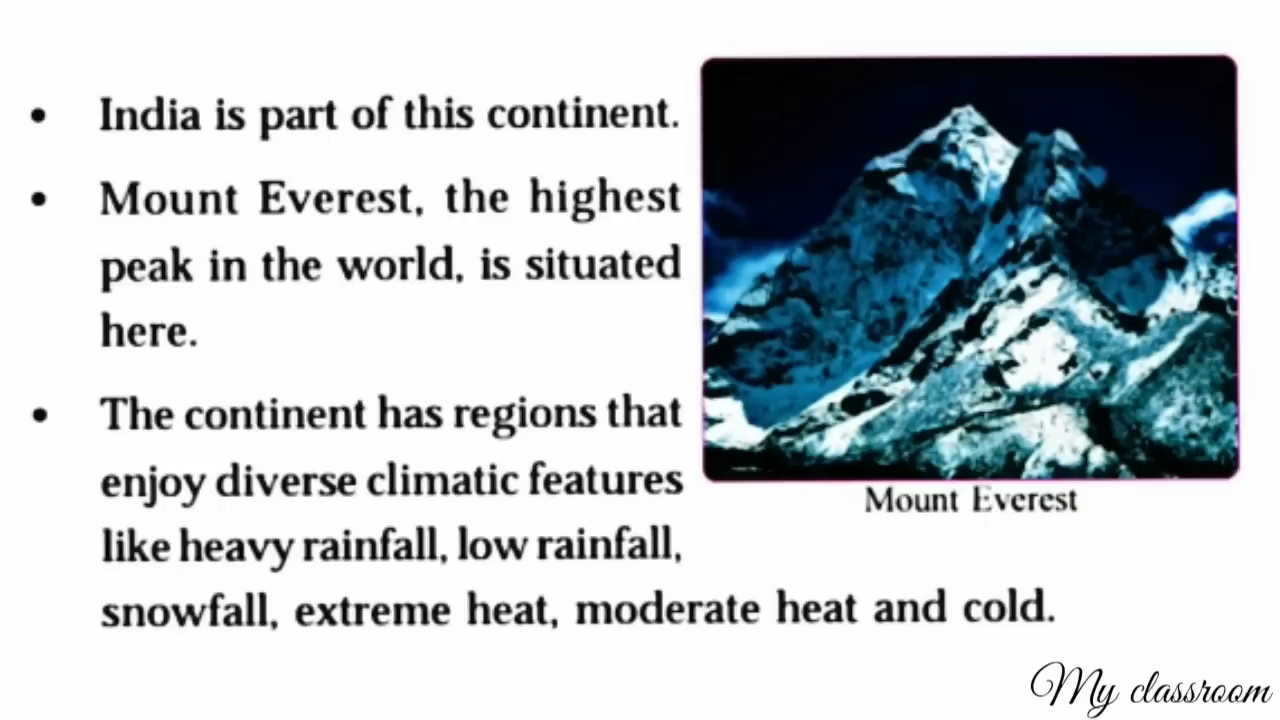 • India is part of this continent.
• Mount Everest, the highest
peak in the world, is situated
here.
• The continent has regions that
enjoy diverse climatic features
like heavy rainfall, low rainfall,
snowfall, extreme heat, moderate heat and cold.
Mount Everest
My classroom